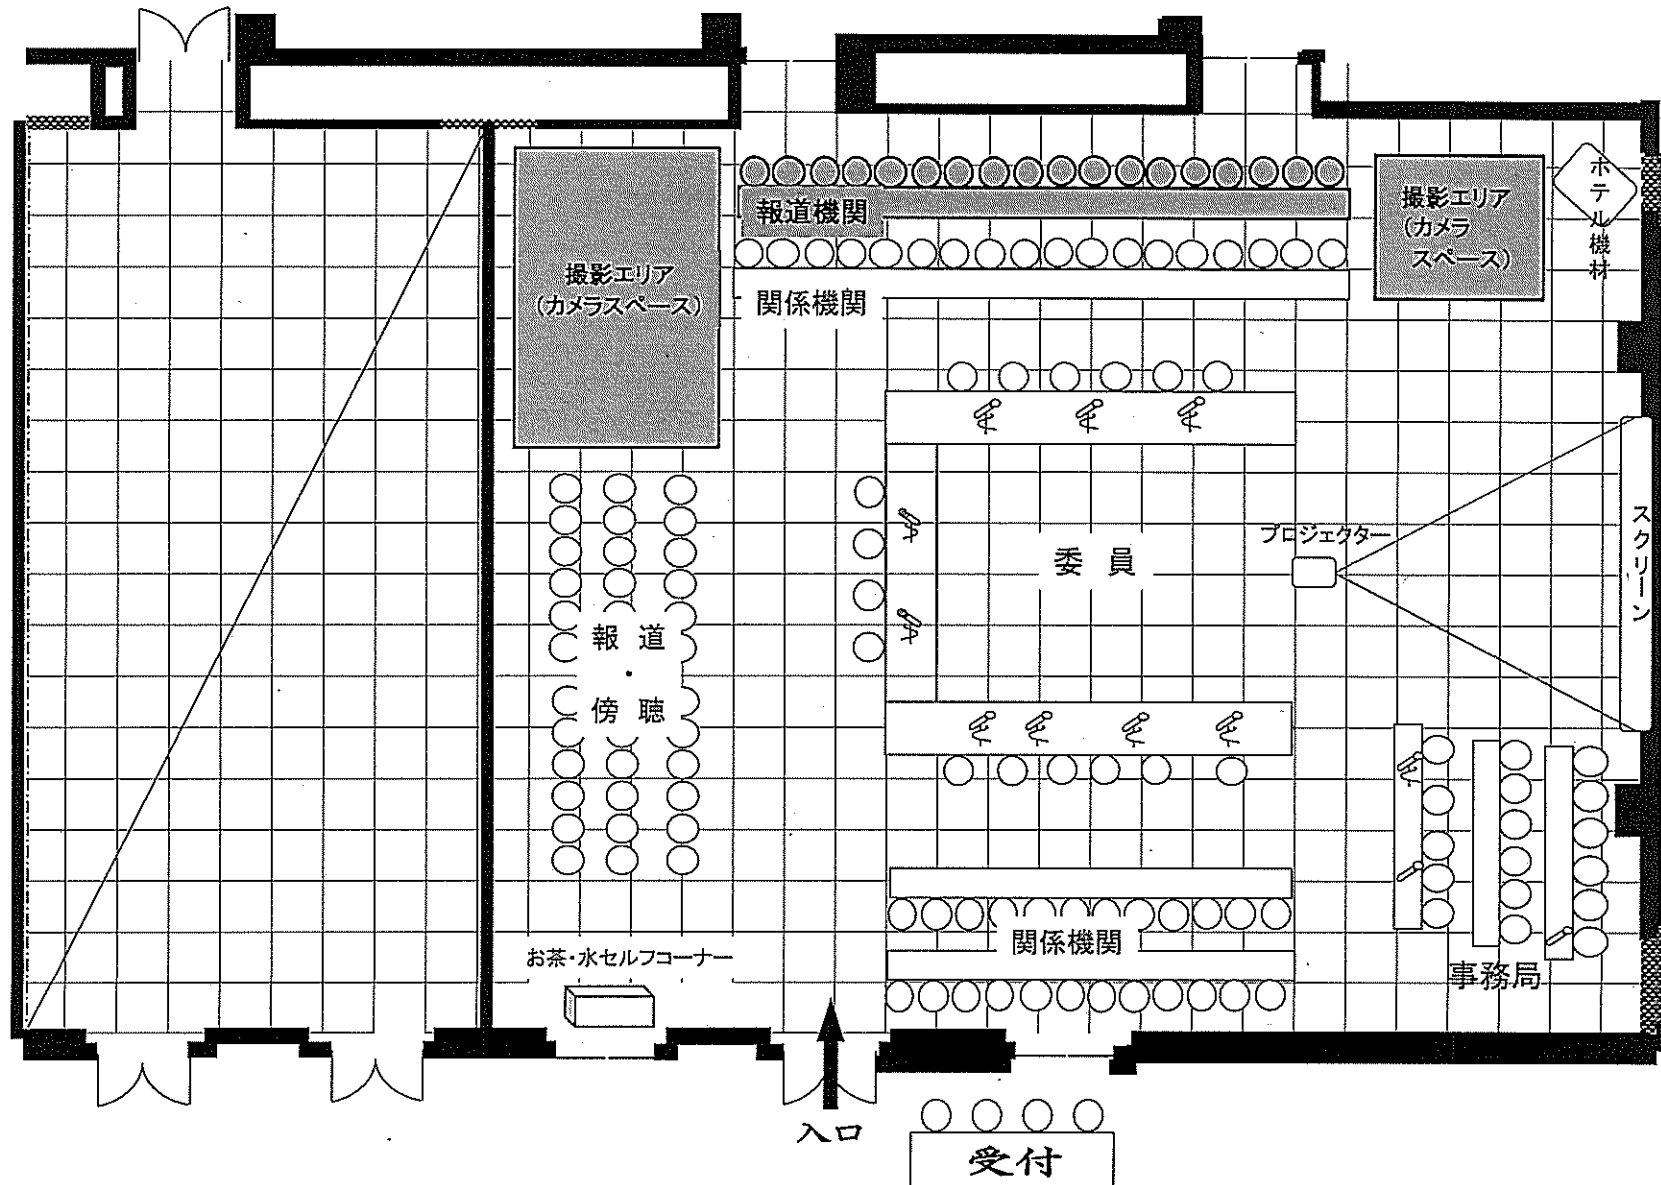 報道機関
撮影エリア
(カメラ
スペース)
ホテル機材
撮影エリア
(カメラスペース)
関係機関
プロジェクター
委 員
スクリーン
報 道
・
傍 聴
関係機関
お茶・水セルフコーナー
事務局
入口
受付